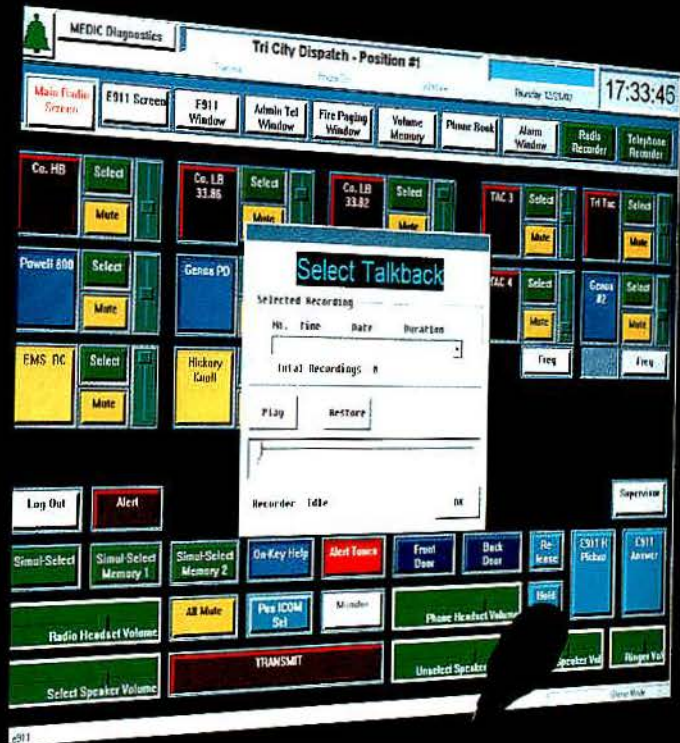 MEDIC Diagnostics
Tri City Dispatch - Position #1
17:33:45
Main Radio Screen
E911 Screen
E911 Window
Admin Tel Window
Fire Paging Window
Volume Memory
Phone Book
Alarm Window
Radio Recorder
Telephone Recorder
Co. HB
Select
Mute
Co. LB 33.86
Select
Mute
Co. LB 33.82
Select
TAC 3
Select
Mute
Tri Tac
Select
Mute
Powell 800
Select
Mute
Genoa PD
TAC 4
Select
Mute
Genoa #2
Select
Mute
EMS
Select
Mute
Hickory Knoll
Freq
Freq
Select Talkback
Selected Recording
No. Time Date Duration
Total Recordings
Play
Restore
Recorder Idle
OK
Log Out
Alert
Supervisor
Simul-Select
Simul-Select Memory 1
Simul-Select Memory 2
On-Key Help
Alert Tones
Front Door
Back Door
Release
E911 Pickup
E911 Answer
Radio Headset Volume
All Mute
Pos ICOM Sel
Monitor
Phone Headset Volume
Hold
Select Speaker Volume
TRANSMIT
Unselect Speaker
Speaker Vol
Ringer Vol
e911